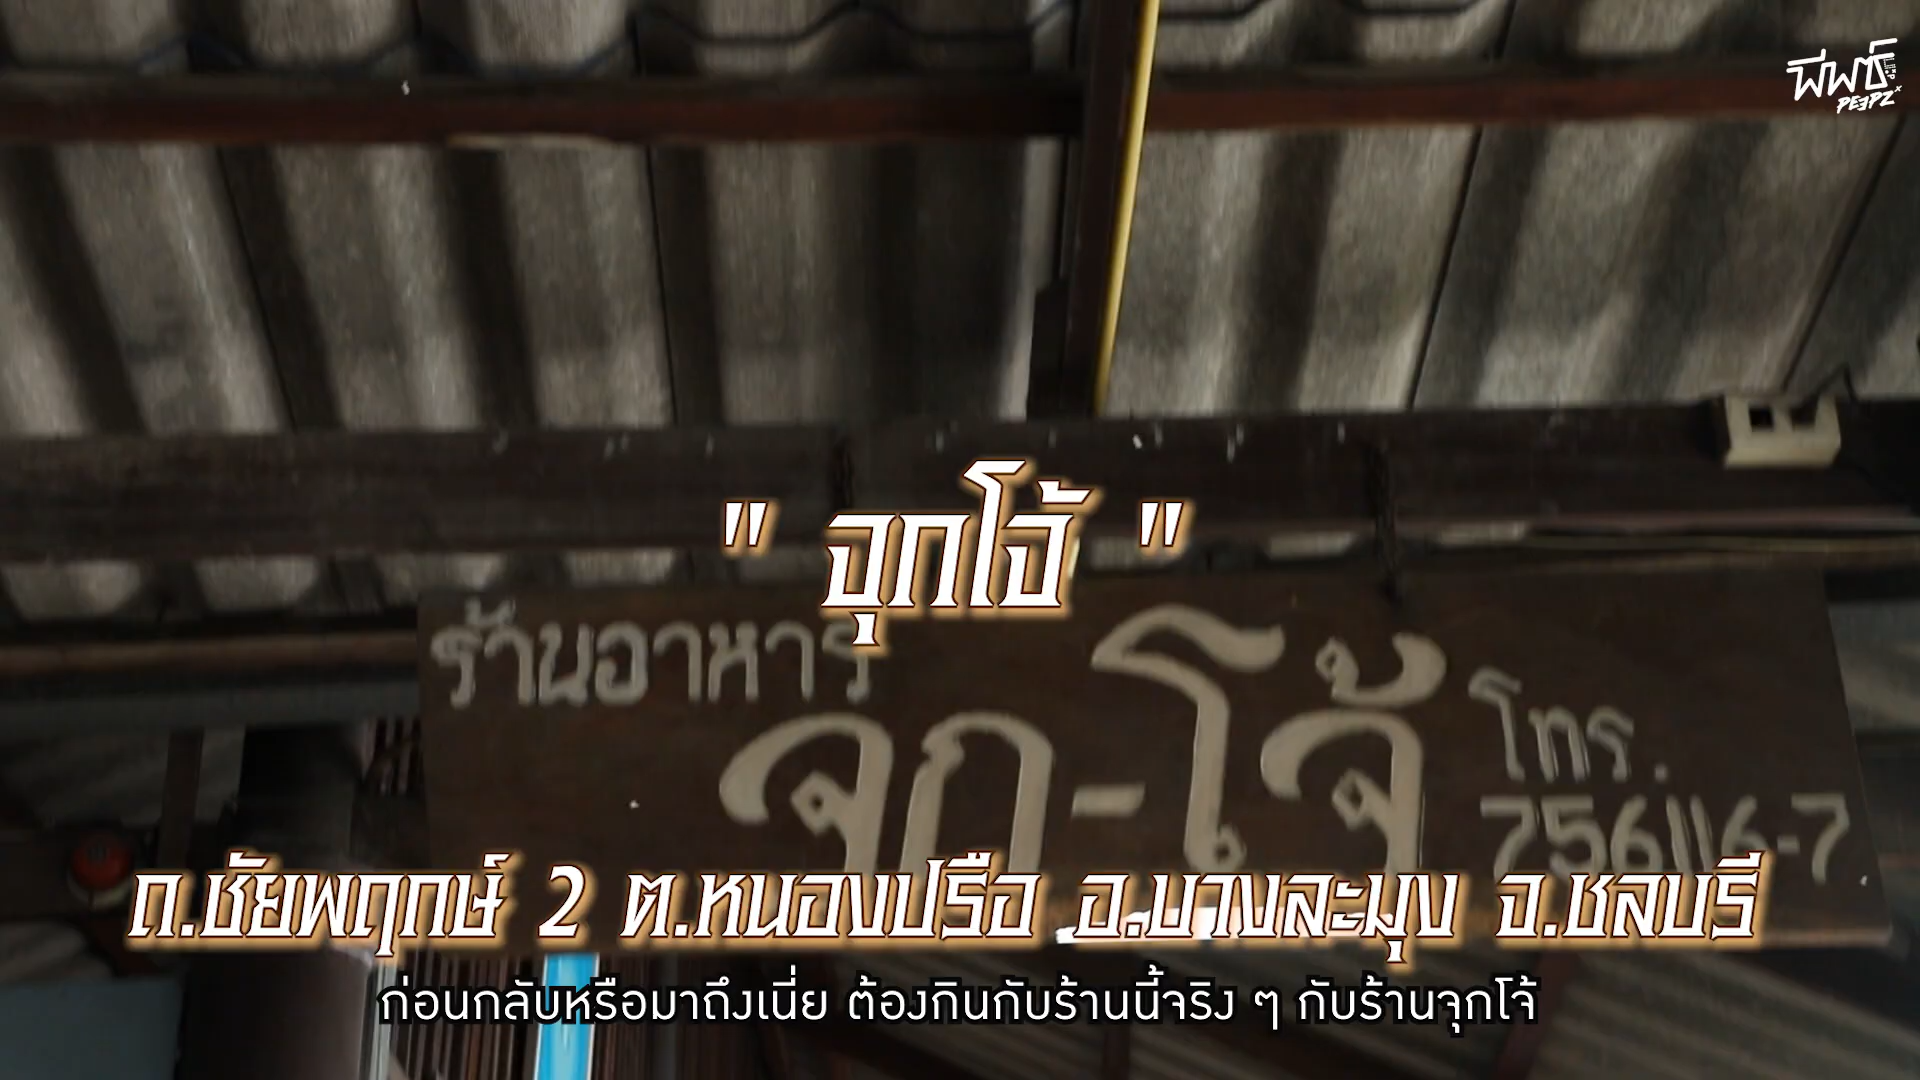 พีพซ์
PEEPZ
" จุกโจ้ "
ร้านอาหาร
จุก-โจ้
โทร.
756116-7
ถ.ชัยพฤกษ์ 2 ต.หนองปรือ อ.บางละมุง จ.ชลบุรี
ก่อนกลับหรือมาถึงเนี่ย ต้องกินกับร้านนี้จริง ๆ กับร้านจุกโจ้